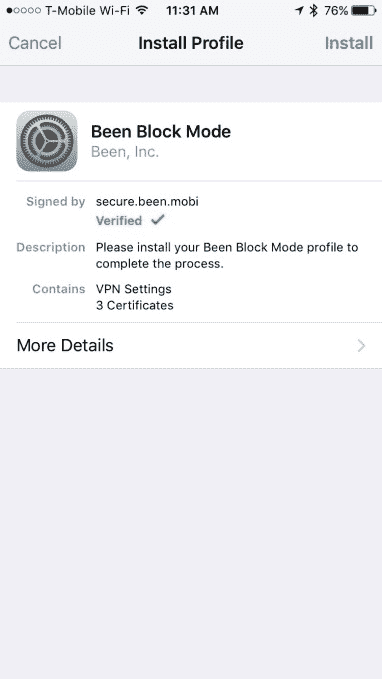 T-Mobile Wi-Fi 11:31 AM 76%
Cancel Install Profile Install
Been Block Mode
Been, Inc.
Signed by secure.been.mobi
Verified
Description Please install your Been Block Mode profile to
complete the process.
Contains VPN Settings
3 Certificates
More Details